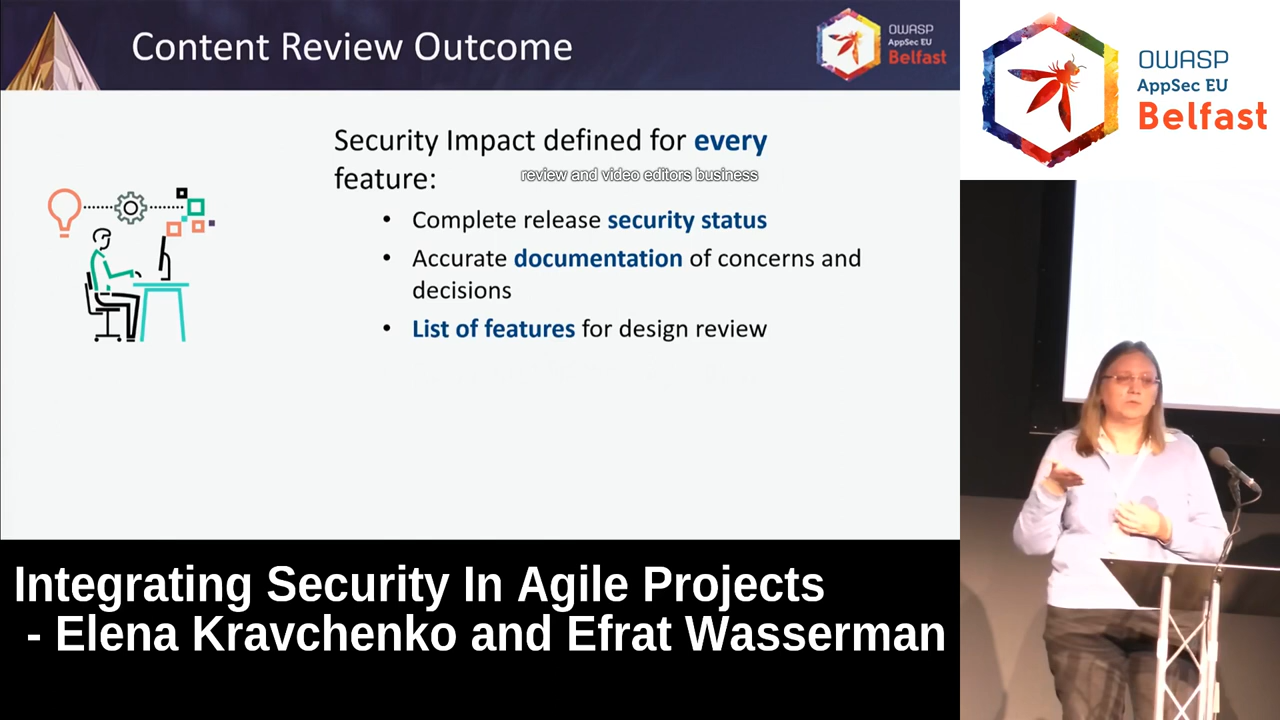 Content Review Outcome
OWASP
AppSec EU
Belfast
Security Impact defined for every
feature:
review and video editors business
• Complete release security status
• Accurate documentation of concerns and
decisions
• List of features for design review
OWASP
AppSec EU
Belfast
Integrating Security In Agile Projects
- Elena Kravchenko and Efrat Wasserman